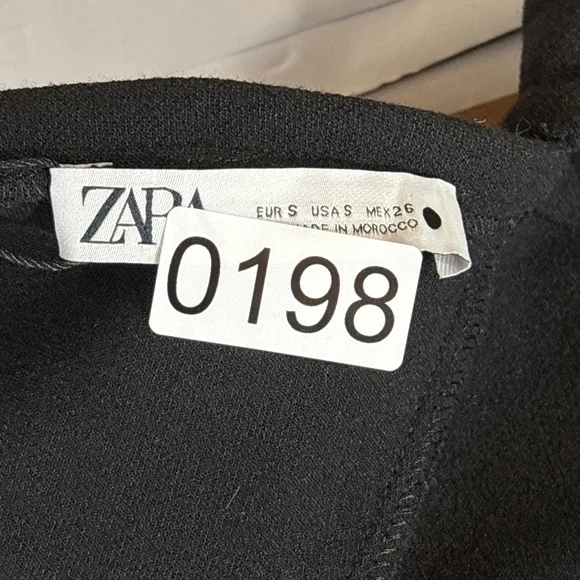 ZARA
EUR S USA S MEX 26
MADE IN MOROCCO
0198